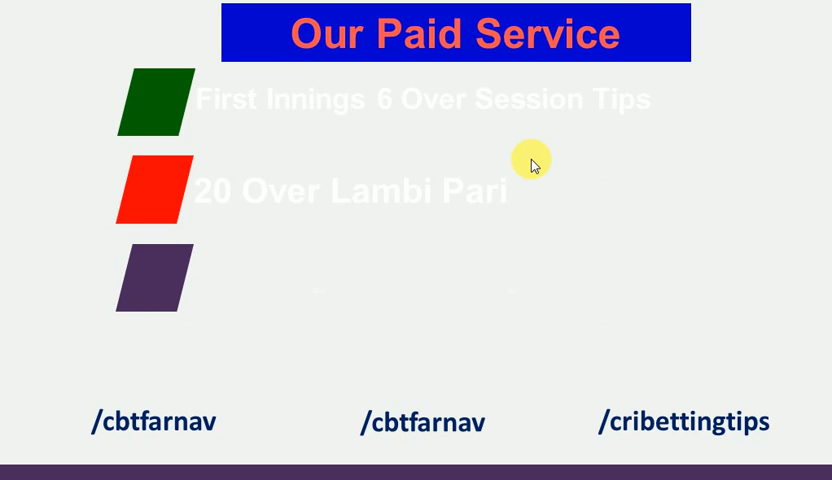 Our Paid Service
First Innings 6 Over Session Tips
20 Over Lambi Pari
/cbtfarnav
/cbtfarnav
/cribettingtips